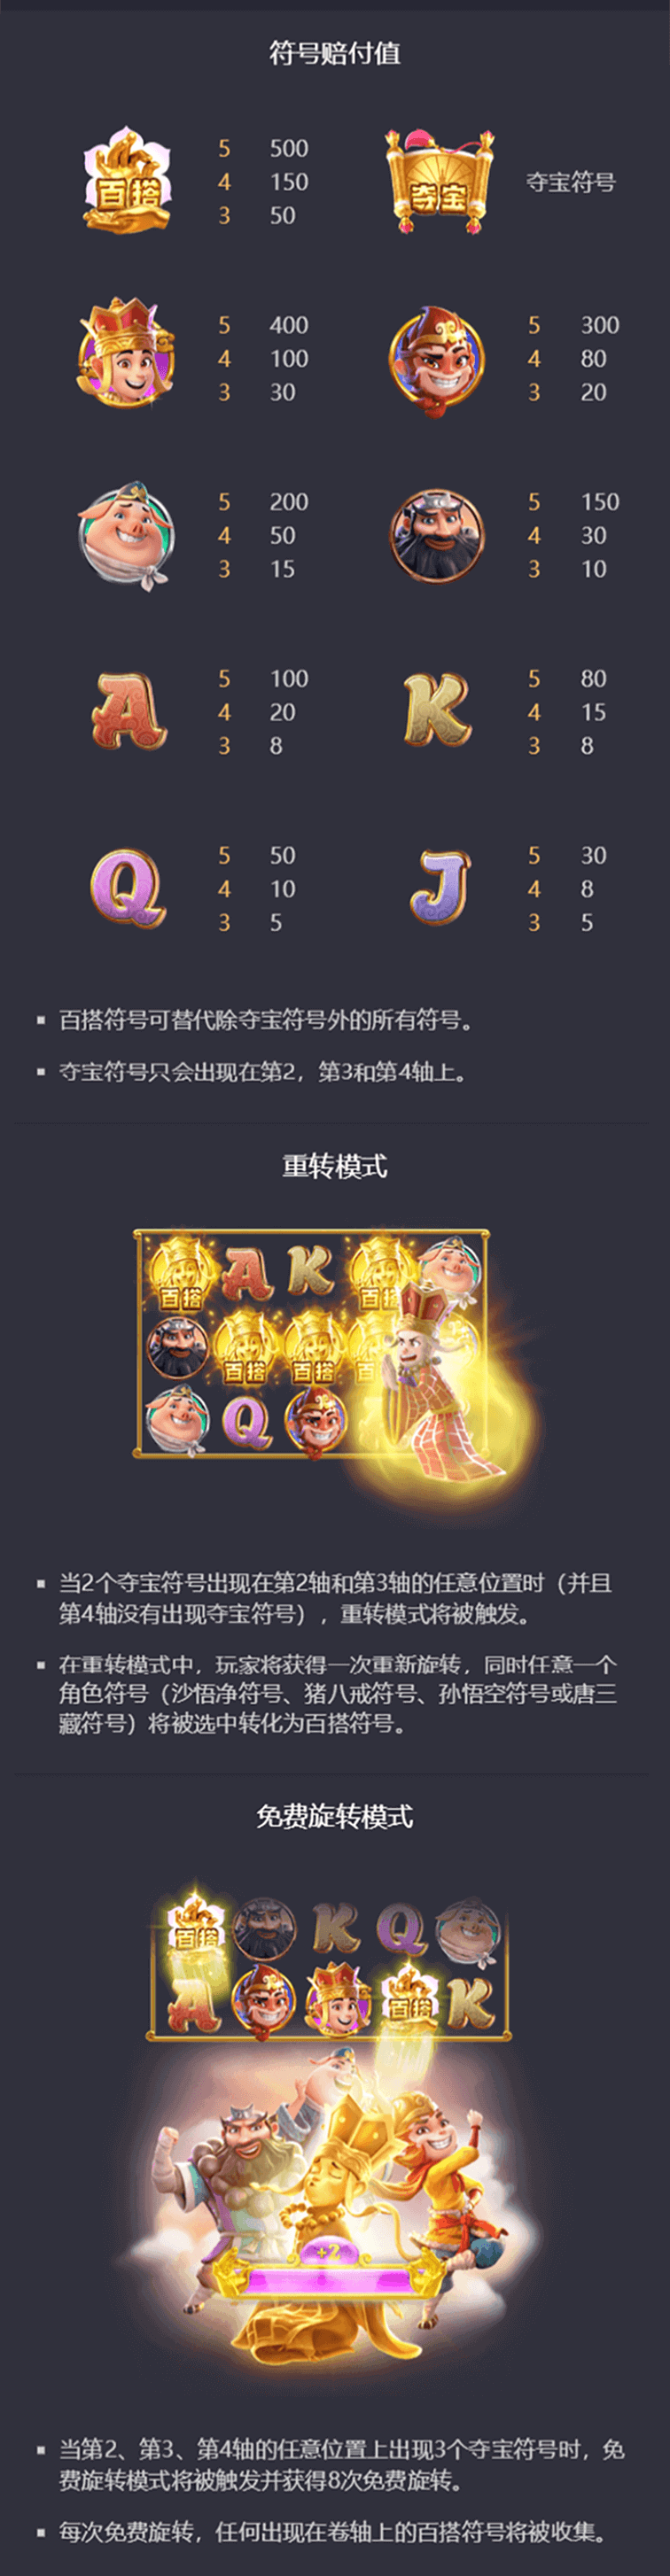 符号赔付值
百搭
5 500
4 150
3 50
夺宝
夺宝符号
5 400
4 100
3 30
5 300
4 80
3 20
5 200
4 50
3 15
5 150
4 30
3 10
A
5 100
4 20
3 8
K
5 80
4 15
3 8
Q
5 50
4 10
3 5
J
5 30
4 8
3 5
百搭符号可替代除夺宝符号外的所有符号。
夺宝符号只会出现在第2，第3和第4轴上。
重转模式
百搭 A K 百搭
百搭 百搭 百
Q
当2个夺宝符号出现在第2轴和第3轴的任意位置时（并且
第4轴没有出现夺宝符号），重转模式将被触发。
在重转模式中，玩家将获得一次重新旋转，同时任意一个
角色符号（沙悟净符号、猪八戒符号、孙悟空符号或唐三
藏符号）将被选中转化为百搭符号。
免费旋转模式
百搭 K Q
A 百搭 K
+2
当第2、第3、第4轴的任意位置上出现3个夺宝符号时，免
费旋转模式将被触发并获得8次免费旋转。
每次免费旋转，任何出现在卷轴上的百搭符号将被收集。